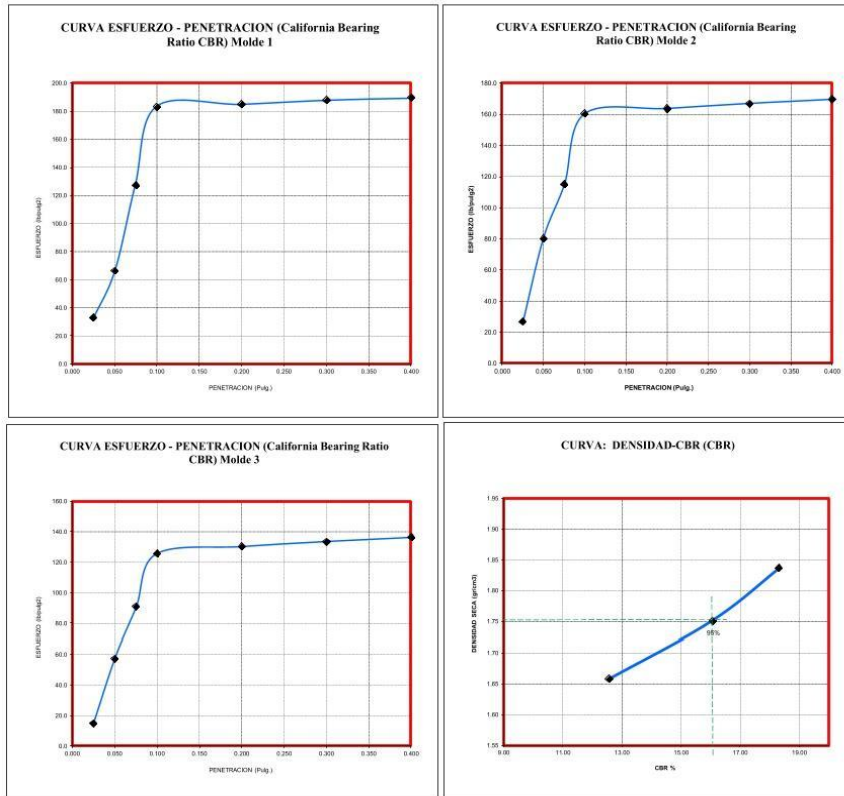 CURVA ESFUERZO - PENETRACION (California Bearing
Ratio CBR) Molde 1
200.0
180.0
160.0
140.0
120.0
100.0
80.0
60.0
40.0
20.0
0.0
ESFUERZO (lb/pulg2)
0.000 0.050 0.100 0.150 0.200 0.250 0.300 0.350 0.400
PENETRACION (Pulg.)
CURVA ESFUERZO - PENETRACION (California Bearing
Ratio CBR) Molde 2
180.0
160.0
140.0
120.0
100.0
80.0
60.0
40.0
20.0
0.0
ESFUERZO (lb/pulg2)
0.000 0.050 0.100 0.150 0.200 0.250 0.300 0.350 0.400
PENETRACION (Pulg.)
CURVA ESFUERZO - PENETRACION (California Bearing Ratio
CBR) Molde 3
160.0
140.0
120.0
100.0
80.0
60.0
40.0
20.0
0.0
ESFUERZO (lb/pulg2)
0.000 0.050 0.100 0.150 0.200 0.250 0.300 0.350 0.400
PENETRACION (Pulg.)
CURVA: DENSIDAD-CBR (CBR)
1.95
1.90
1.85
1.80
1.75
1.70
1.65
1.60
1.55
DENSIDAD SECA (gr/cm3)
95%
9.00 11.00 13.00 15.00 17.00 19.00
CBR %